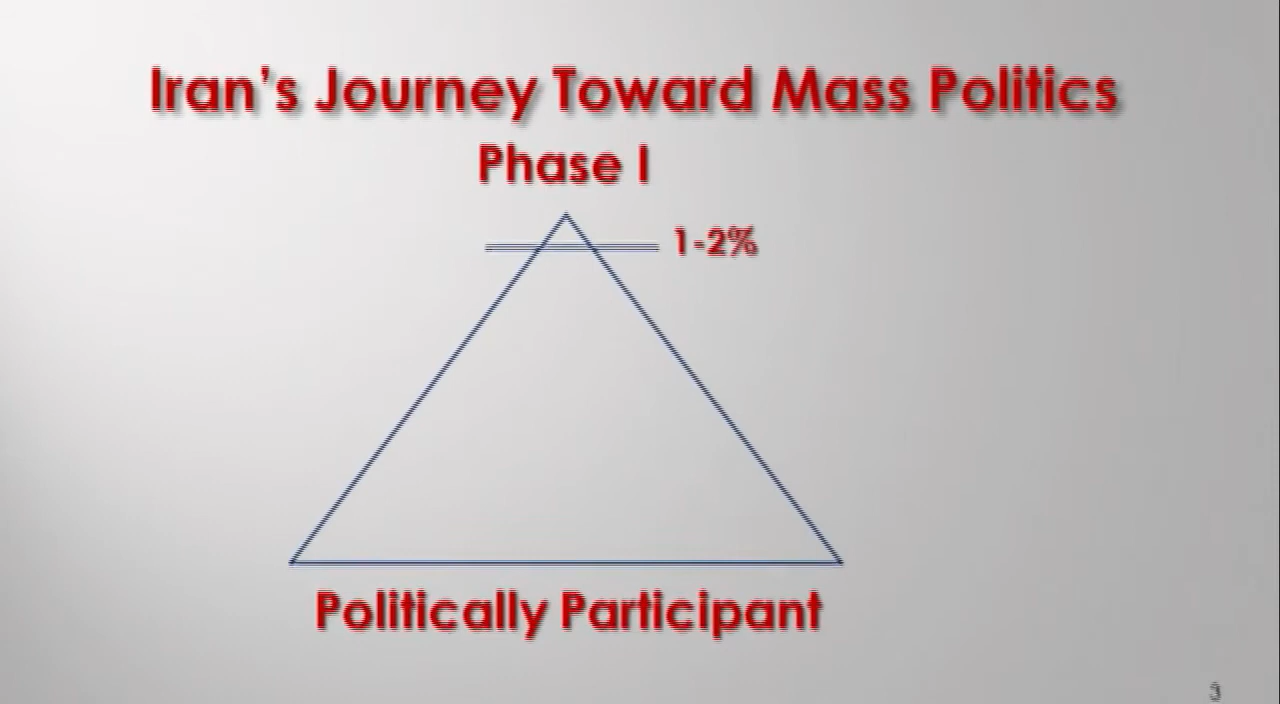 Iran's Journey Toward Mass Politics
Phase I
1-2%
Politically Participant
3